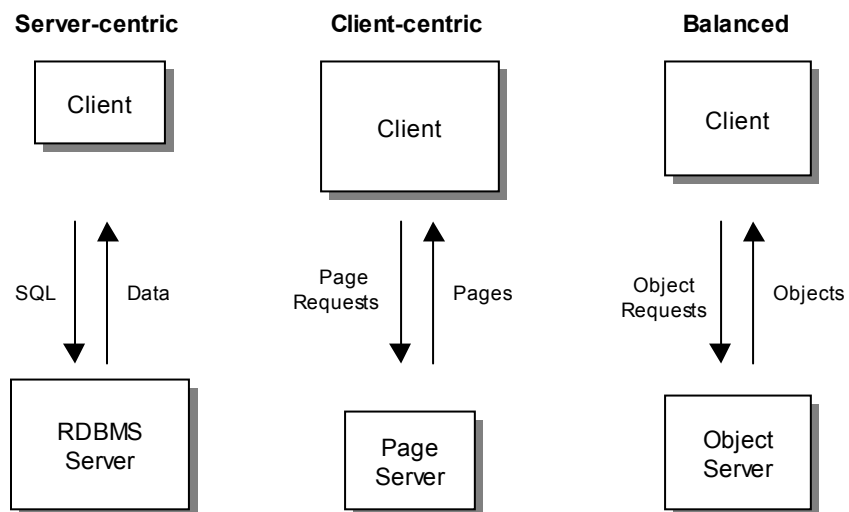 Server-centric
Client
SQL
Data
RDBMS
Server
Client-centric
Client
Page
Requests
Pages
Page
Server
Balanced
Client
Object
Requests
Objects
Object
Server